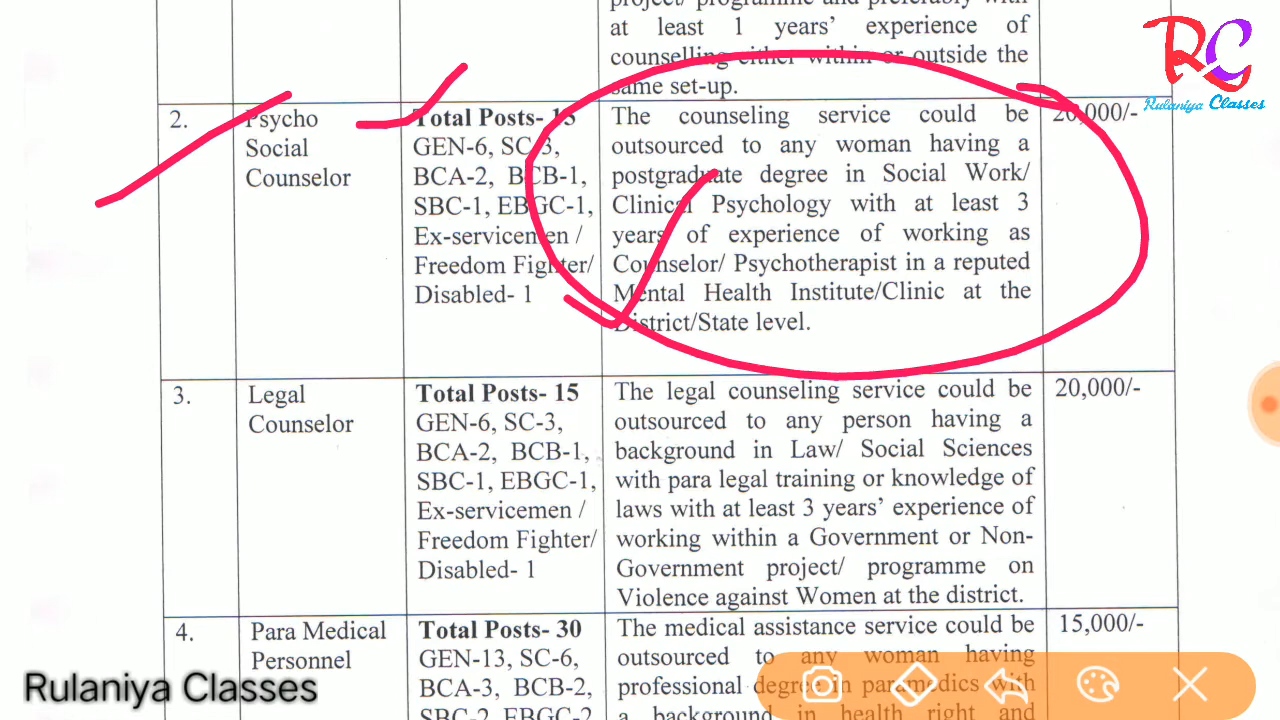 project/ programme and preferably with
at least 1 years’ experience of
counselling either within or outside the
same set-up.
RG
Rulaniya Classes
2.
Psycho
Social
Counselor
Total Posts- 15
GEN-6, SC-3,
BCA-2, BCB-1,
SBC-1, EBGC-1,
Ex-servicemen /
Freedom Fighter/
Disabled- 1
The counseling service could be
outsourced to any woman having a
postgraduate degree in Social Work/
Clinical Psychology with at least 3
years of experience of working as
Counselor/ Psychotherapist in a reputed
Mental Health Institute/Clinic at the
District/State level.
20,000/-
3.
Legal
Counselor
Total Posts- 15
GEN-6, SC-3,
BCA-2, BCB-1,
SBC-1, EBGC-1,
Ex-servicemen /
Freedom Fighter/
Disabled- 1
The legal counseling service could be
outsourced to any person having a
background in Law/ Social Sciences
with para legal training or knowledge of
laws with at least 3 years’ experience of
working within a Government or Non-
Government project/ programme on
Violence against Women at the district.
20,000/-
4.
Para Medical
Personnel
Total Posts- 30
GEN-13, SC-6,
BCA-3, BCB-2,
SBC-2, EBGC-2
The medical assistance service could be
outsourced to any woman having
professional degree in paramedics with
a background in health right and
15,000/-
Rulaniya Classes